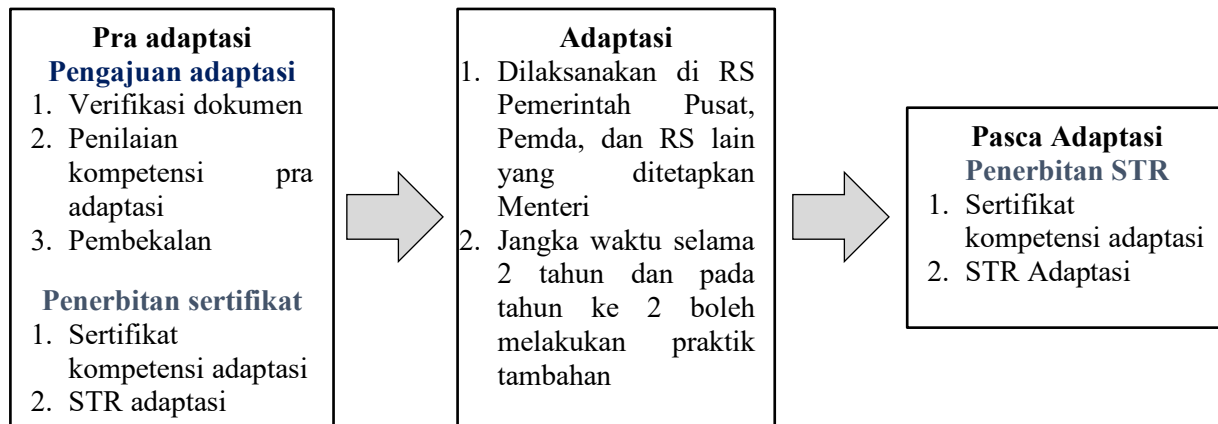 Pra adaptasi
Pengajuan adaptasi
1. Verifikasi dokumen
2. Penilaian
kompetensi pra
adaptasi
3. Pembekalan
Penerbitan sertifikat
1. Sertifikat
kompetensi adaptasi
2. STR adaptasi
Adaptasi
1. Dilaksanakan di RS
Pemerintah Pusat,
Pemda, dan RS lain
yang ditetapkan
Menteri
2. Jangka waktu selama
2 tahun dan pada
tahun ke 2 boleh
melakukan praktik
tambahan
Pasca Adaptasi
Penerbitan STR
1. Sertifikat
kompetensi adaptasi
2. STR Adaptasi